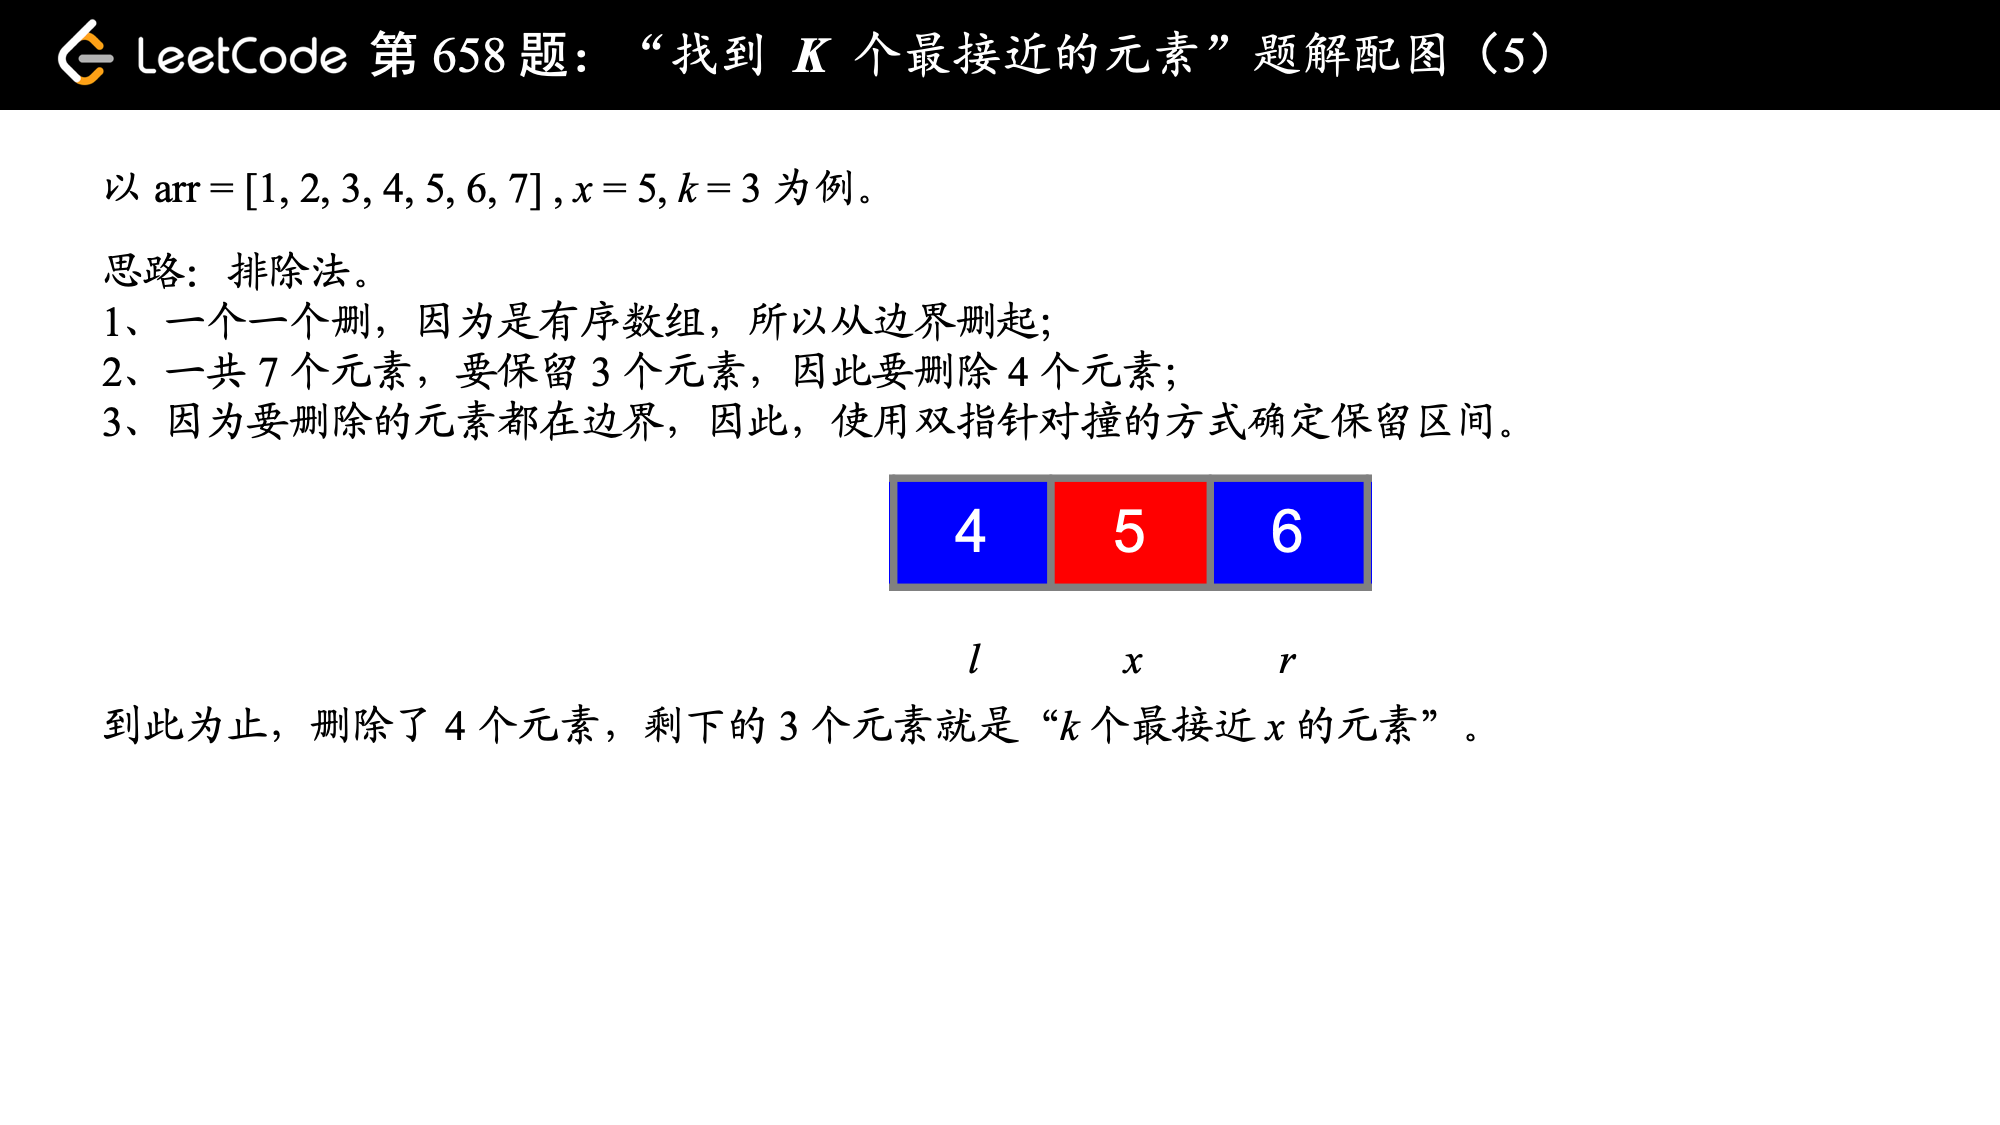 LeetCode 第 658 题：“找到 K 个最接近的元素”题解配图（5）
以 arr = [1, 2, 3, 4, 5, 6, 7] , x = 5, k = 3 为例。
思路：排除法。
1、一个一个删，因为是有序数组，所以从边界删起；
2、一共 7 个元素，要保留 3 个元素，因此要删除 4 个元素；
3、因为要删除的元素都在边界，因此，使用双指针对撞的方式确定保留区间。
4 5 6
l x r
到此为止，删除了 4 个元素，剩下的 3 个元素就是“k 个最接近 x 的元素”。